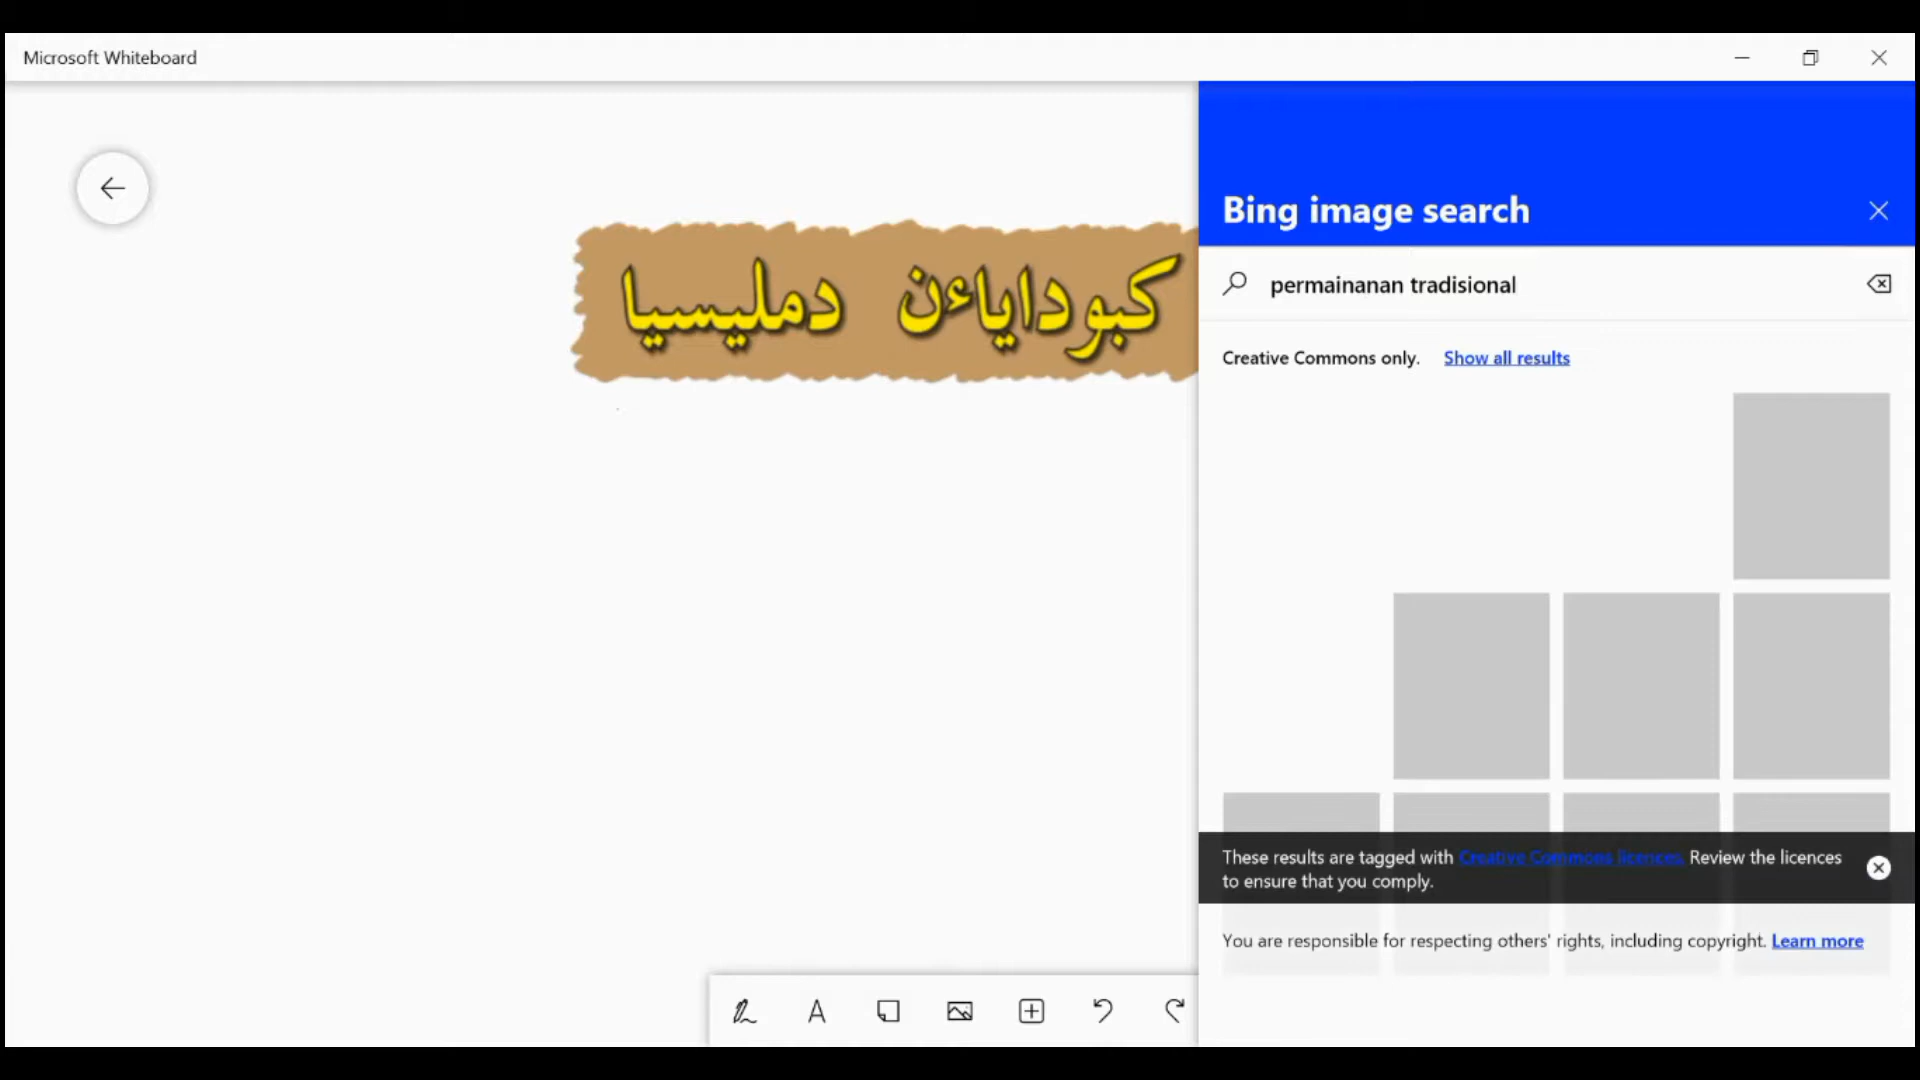 Microsoft Whiteboard
کبوداياءن دمليسيا
Bing image search
permainanan tradisional
Creative Commons only. Show all results
These results are tagged with Creative Commons licences. Review the licences
to ensure that you comply.
You are responsible for respecting others' rights, including copyright. Learn more